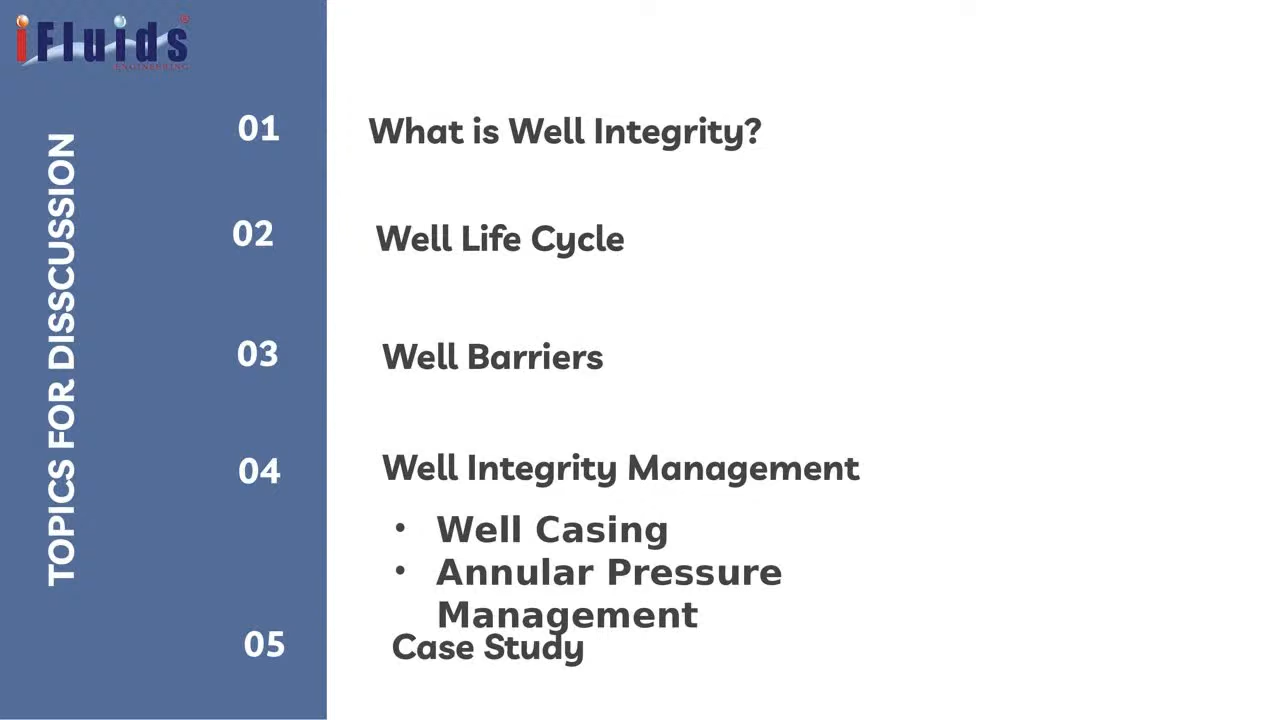 iFluids
ENGINEERING
TOPICS FOR DISSCUSSION
01 What is Well Integrity?
02 Well Life Cycle
03 Well Barriers
04 Well Integrity Management
• Well Casing
• Annular Pressure
Management
05 Case Study